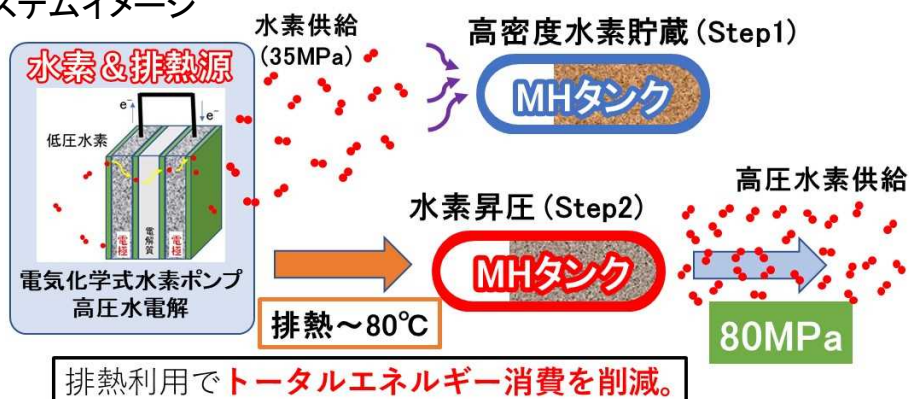 ステムイメージ
水素＆排熱源
e⁻
e⁻
低圧水素
電極
電解質
電極
電気化学式水素ポンプ
高圧水電解
水素供給
(35MPa)
高密度水素貯蔵(Step1)
MHタンク
水素昇圧(Step2)
MHタンク
排熱～80℃
高圧水素供給
80MPa
排熱利用でトータルエネルギー消費を削減。